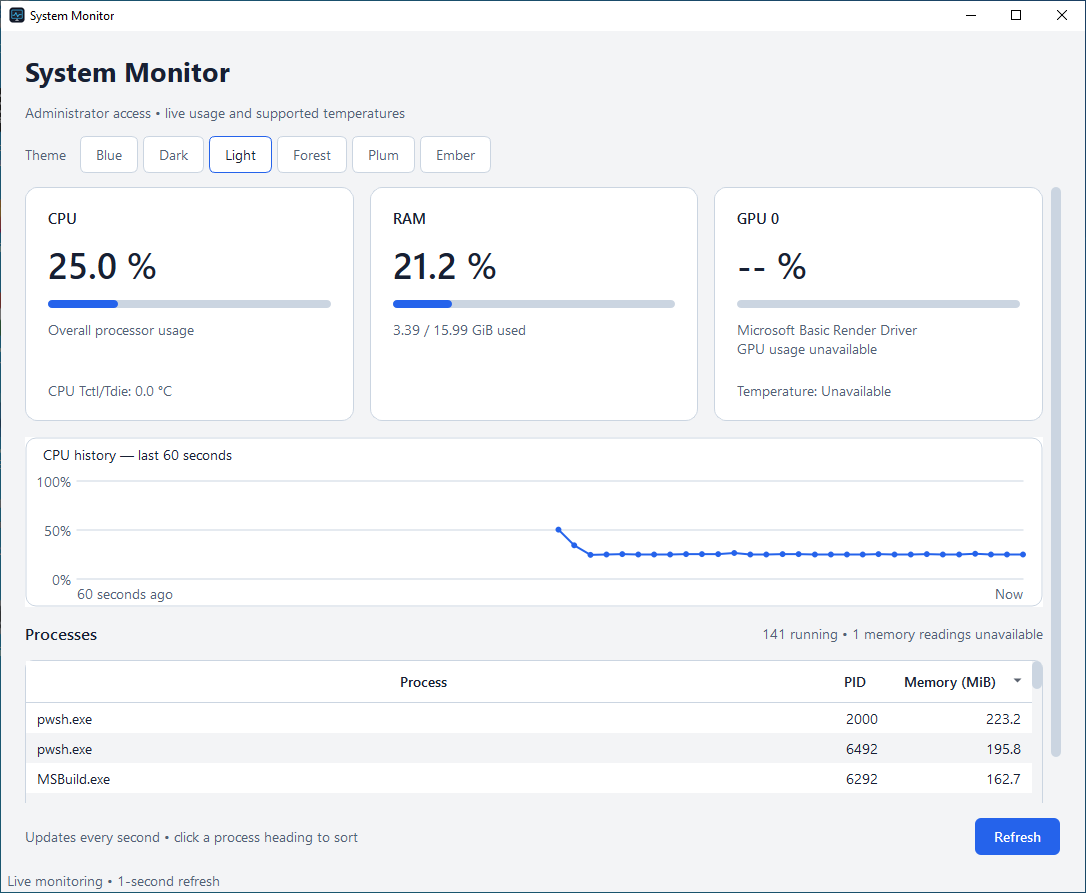 System Monitor
System Monitor
Administrator access • live usage and supported temperatures
Theme Blue Dark Light Forest Plum Ember
CPU
25.0 %
Overall processor usage
CPU Tctl/Tdie: 0.0 °C
RAM
21.2 %
3.39 / 15.99 GiB used
GPU 0
-- %
Microsoft Basic Render Driver
GPU usage unavailable
Temperature: Unavailable
CPU history — last 60 seconds
100%
50%
0%
60 seconds ago Now
Processes 141 running • 1 memory readings unavailable
Process PID Memory (MiB)
pwsh.exe 2000 223.2
pwsh.exe 6492 195.8
MSBuild.exe 6292 162.7
Updates every second • click a process heading to sort Refresh
Live monitoring • 1-second refresh